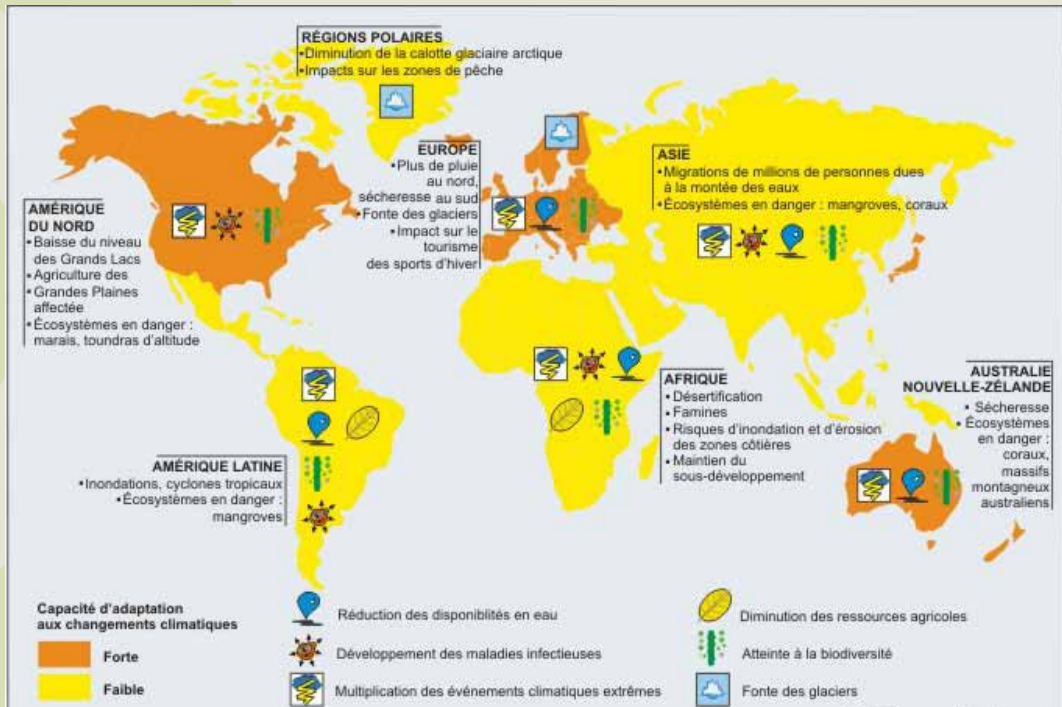 RÉGIONS POLAIRES
•Diminution de la calotte glaciaire arctique
•Impacts sur les zones de pêche
EUROPE
•Plus de pluie
au nord,
sécheresse au sud
•Fonte des glaciers
•Impact sur le
tourisme
des sports d'hiver
ASIE
•Migrations de millions de personnes dues
à la montée des eaux
•Écosystèmes en danger : mangroves, coraux
AMÉRIQUE
DU NORD
•Baisse du niveau
des Grands Lacs
•Agriculture des
•Grandes Plaines
affectée
•Écosystèmes en danger :
marais, toundras d'altitude
AMÉRIQUE LATINE
•Inondations, cyclones tropicaux
•Écosystèmes en danger :
mangroves
AFRIQUE
•Désertification
•Famines
•Risques d'inondation et d'érosion
des zones côtières
•Maintien du
sous-développement
AUSTRALIE
NOUVELLE-ZÉLANDE
•Sécheresse
•Écosystèmes
en danger :
coraux,
massifs
montagneux
australiens
Capacité d'adaptation
aux changements climatiques
Forte
Faible
Réduction des disponiblités en eau
Développement des maladies infectieuses
Multiplication des événements climatiques extrêmes
Diminution des ressources agricoles
Atteinte à la biodiversité
Fonte des glaciers